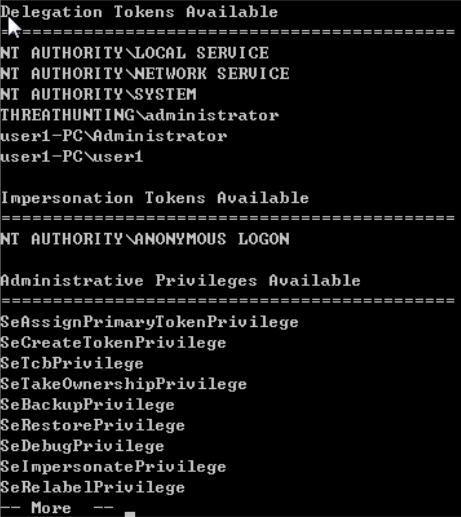 Delegation Tokens Available
============================================
NT AUTHORITY\LOCAL SERVICE
NT AUTHORITY\NETWORK SERVICE
NT AUTHORITY\SYSTEM
THREATHUNTING\administrator
user1-PC\Administrator
user1-PC\user1
Impersonation Tokens Available
============================================
NT AUTHORITY\ANONYMOUS LOGON
Administrative Privileges Available
============================================
SeAssignPrimaryTokenPrivilege
SeCreateTokenPrivilege
SeTcbPrivilege
SeTakeOwnershipPrivilege
SeBackupPrivilege
SeRestorePrivilege
SeDebugPrivilege
SeImpersonatePrivilege
SeRelabelPrivilege
-- More  -- _